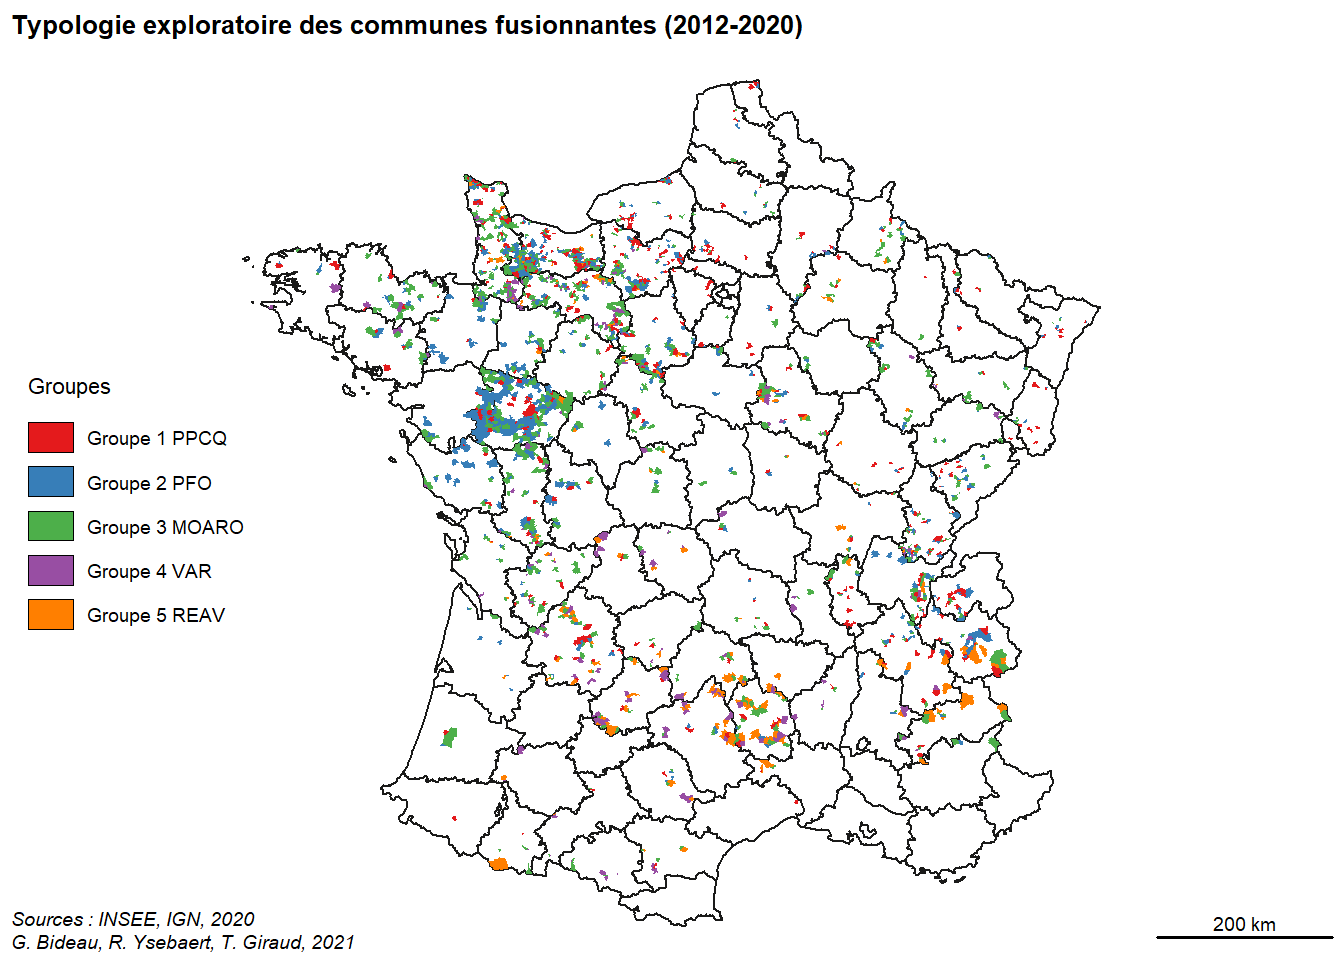 Typologie exploratoire des communes fusionnantes (2012-2020)
Groupes
Groupe 1 PPCQ
Groupe 2 PFO
Groupe 3 MOARO
Groupe 4 VAR
Groupe 5 REAV
Sources : INSEE, IGN, 2020
G. Bideau, R. Ysebaert, T. Giraud, 2021
200 km